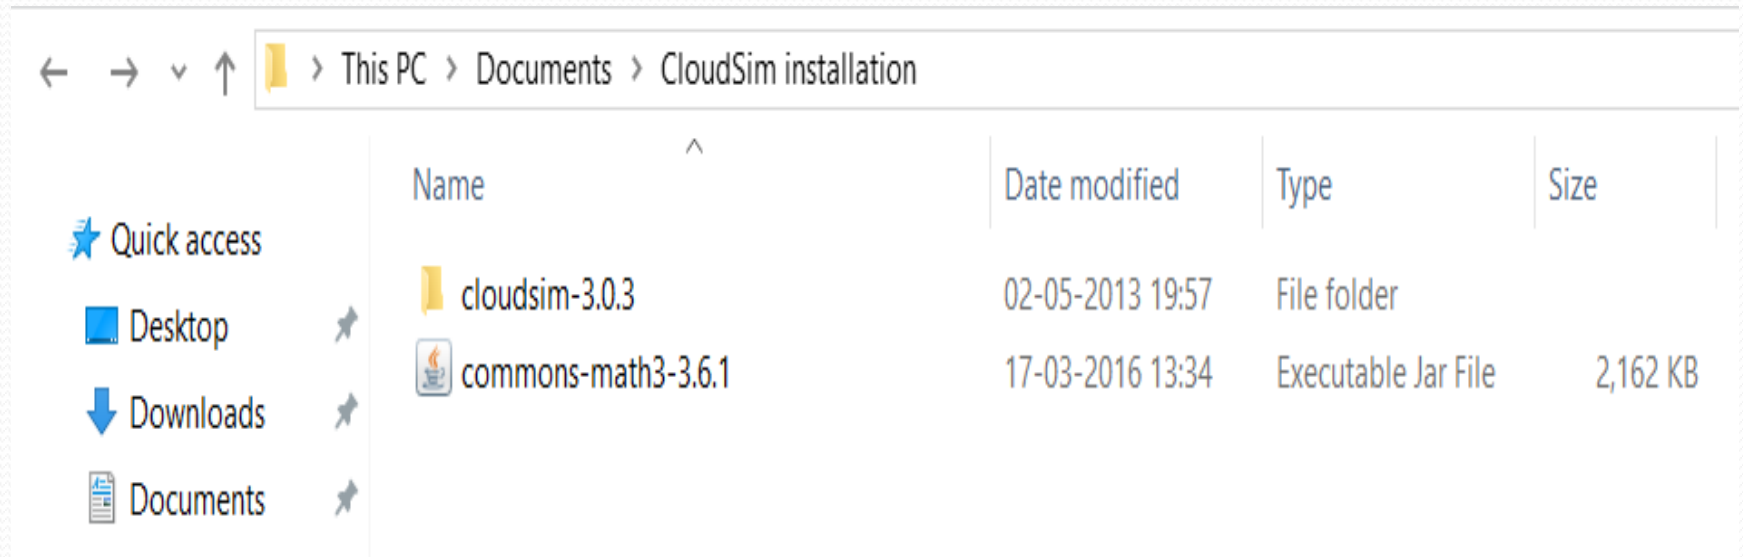 This PC > Documents > CloudSim installation
Name Date modified Type Size
Quick access
cloudsim-3.0.3 02-05-2013 19:57 File folder
Desktop
commons-math3-3.6.1 17-03-2016 13:34 Executable Jar File 2,162 KB
Downloads
Documents